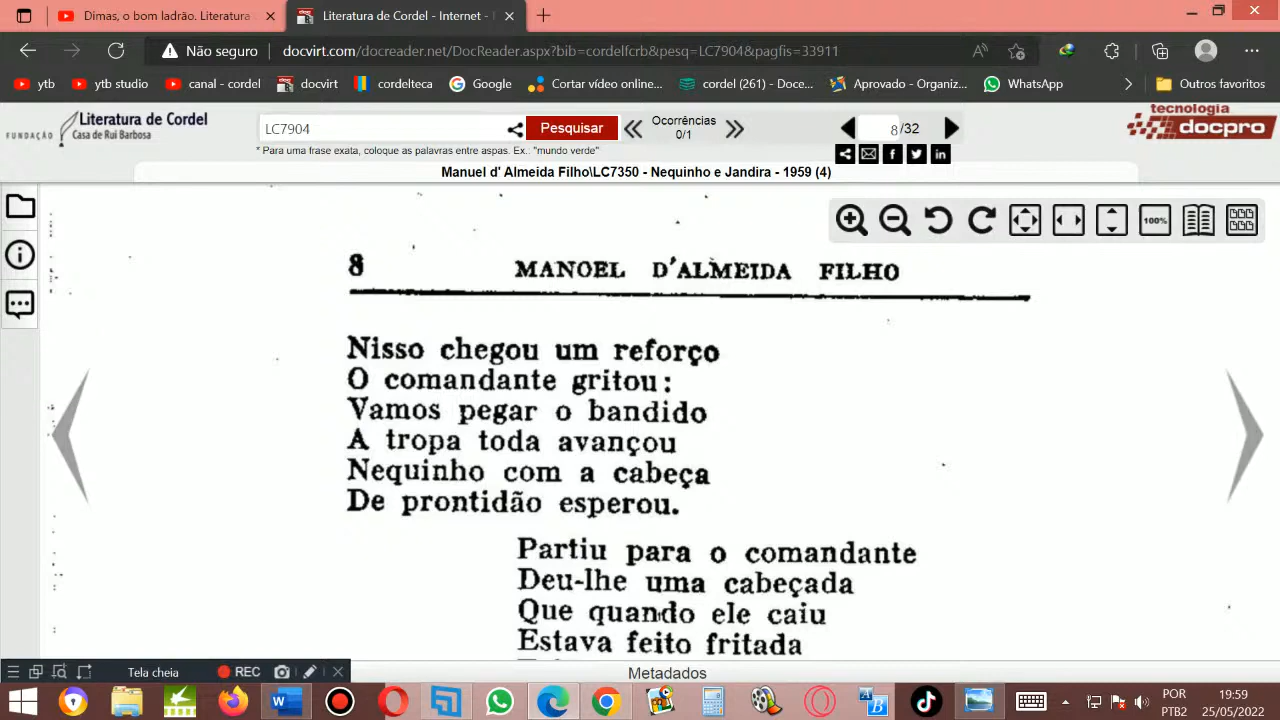 Dimas, o bom ladrão. Literatura
Literatura de Cordel - Internet -
Não seguro
docvirt.com/docreader.net/DocReader.aspx?bib=cordelfcrb&pesq=LC7904&pagfis=33911
ytb
ytb studio
canal - cordel
docvirt
cordelteca
Google
Cortar vídeo online...
cordel (261) - Doce...
Aprovado - Organiz...
WhatsApp
Outros favoritos
FUNDAÇÃO
Literatura de Cordel
Casa de Rui Barbosa
LC7904
Pesquisar
Ocorrências
0/1
8 /32
* Para uma frase exata, coloque as palavras entre aspas. Ex.: "mundo verde"
tecnologia
docpro
Manuel d' Almeida Filho\LC7350 - Nequinho e Jandira - 1959 (4)
100%
8 MANOEL D'ALMEIDA FILHO
Nisso chegou um reforço
O comandante gritou:
Vamos pegar o bandido
A tropa toda avançou
Nequinho com a cabeça
De prontidão esperou.
Partiu para o comandante
Deu-lhe uma cabeçada
Que quando ele caiu
Estava feito fritada
Tela cheia
REC
Metadados
POR
PTB2
19:59
25/05/2022